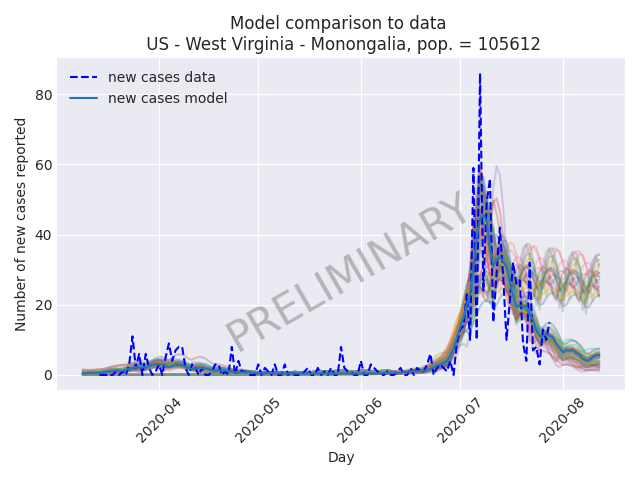 Model comparison to data
US - West Virginia - Monongalia, pop. = 105612
new cases data
new cases model
Number of new cases reported
80
60
40
20
0
PRELIMINARY
2020-04
2020-05
2020-06
2020-07
2020-08
Day